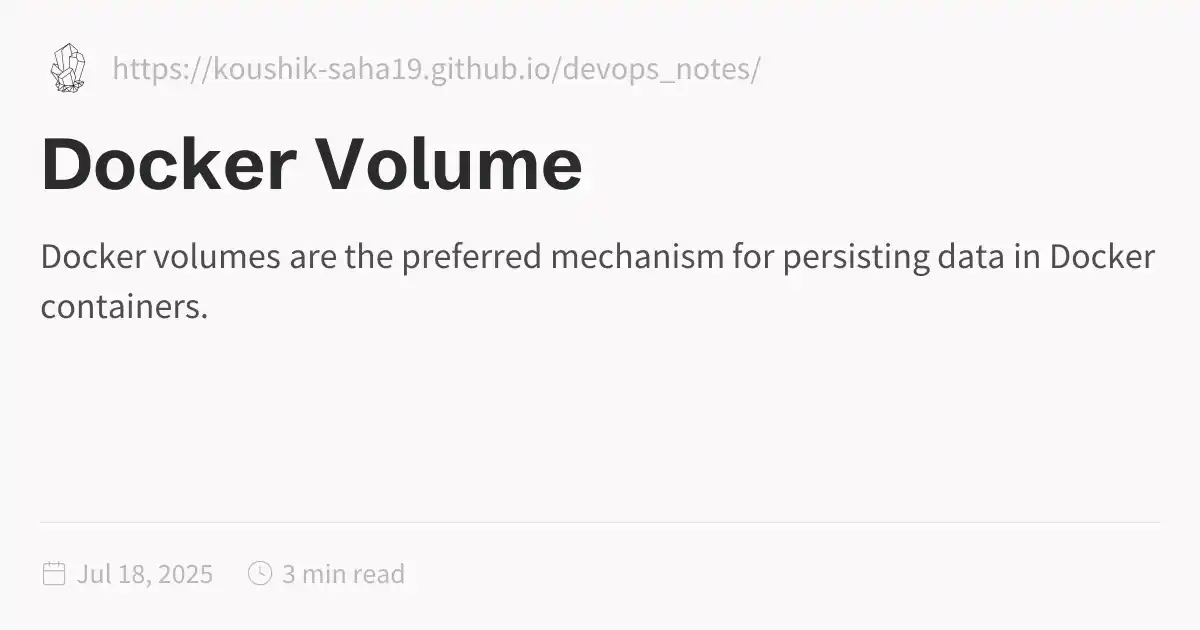 https://koushik-saha19.github.io/devops_notes/
Docker Volume
Docker volumes are the preferred mechanism for persisting data in Docker
containers.
Jul 18, 2025 3 min read